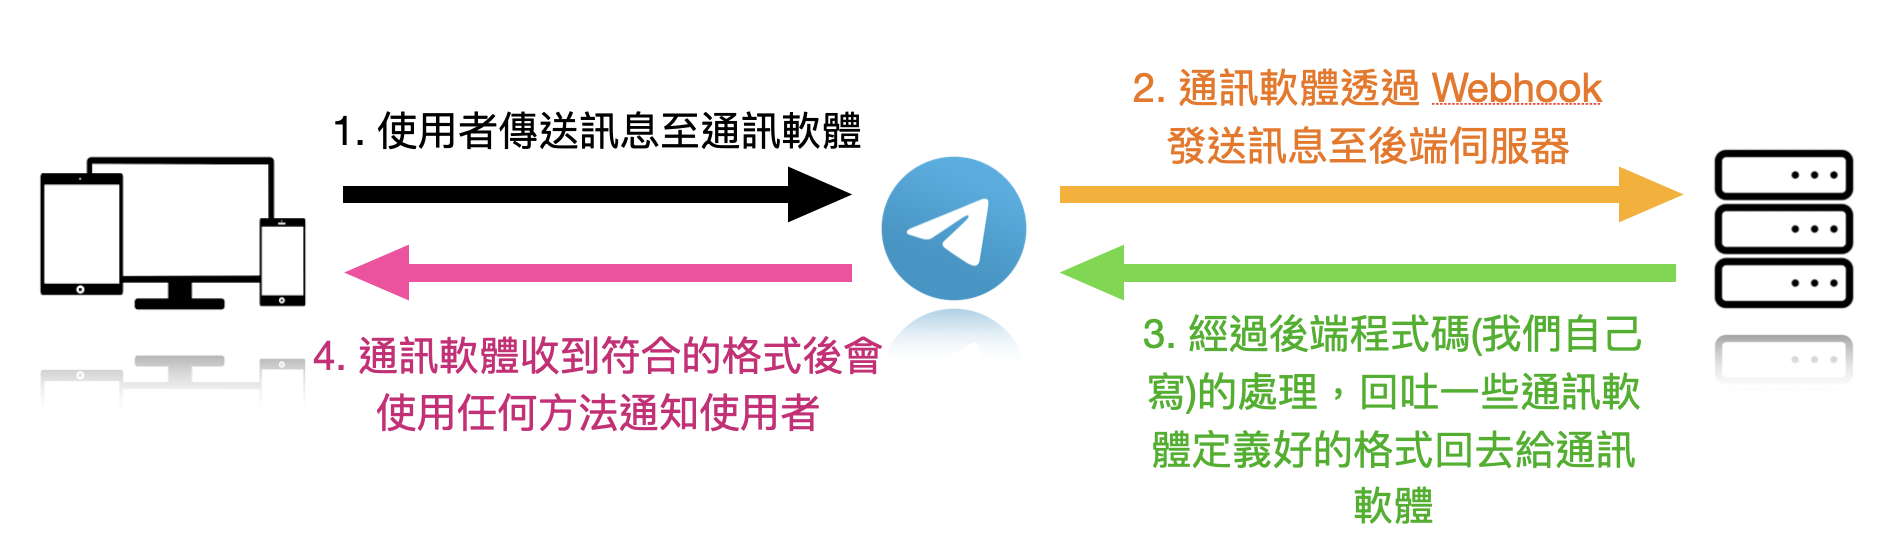 1. 使用者傳送訊息至通訊軟體
2. 通訊軟體透過 Webhook
發送訊息至後端伺服器
3. 經過後端程式碼(我們自己
寫)的處理，回吐一些通訊軟
體定義好的格式回去給通訊
軟體
4. 通訊軟體收到符合的格式後會
使用任何方法通知使用者